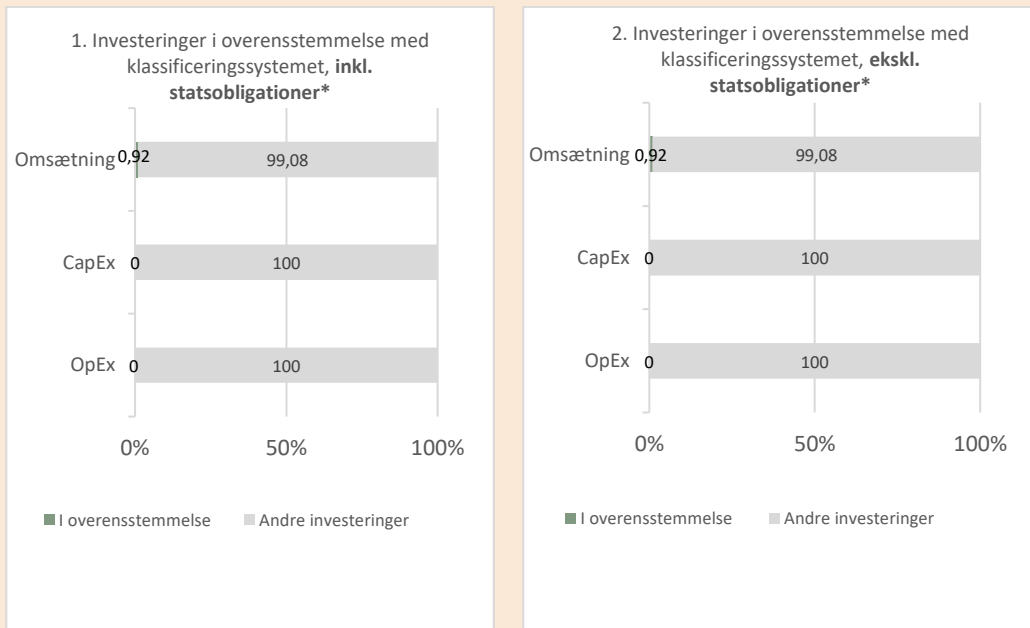 1. Investeringer i overensstemmelse med
klassificeringssystemet, inkl.
statsobligationer*
Omsætning 0,92 99,08
CapEx 0 100
OpEx 0 100
0% 50% 100%
I overensstemmelse Andre investeringer
2. Investeringer i overensstemmelse med
klassificeringssystemet, ekskl.
statsobligationer*
Omsætning 0,92 99,08
CapEx 0 100
OpEx 0 100
0% 50% 100%
I overensstemmelse Andre investeringer